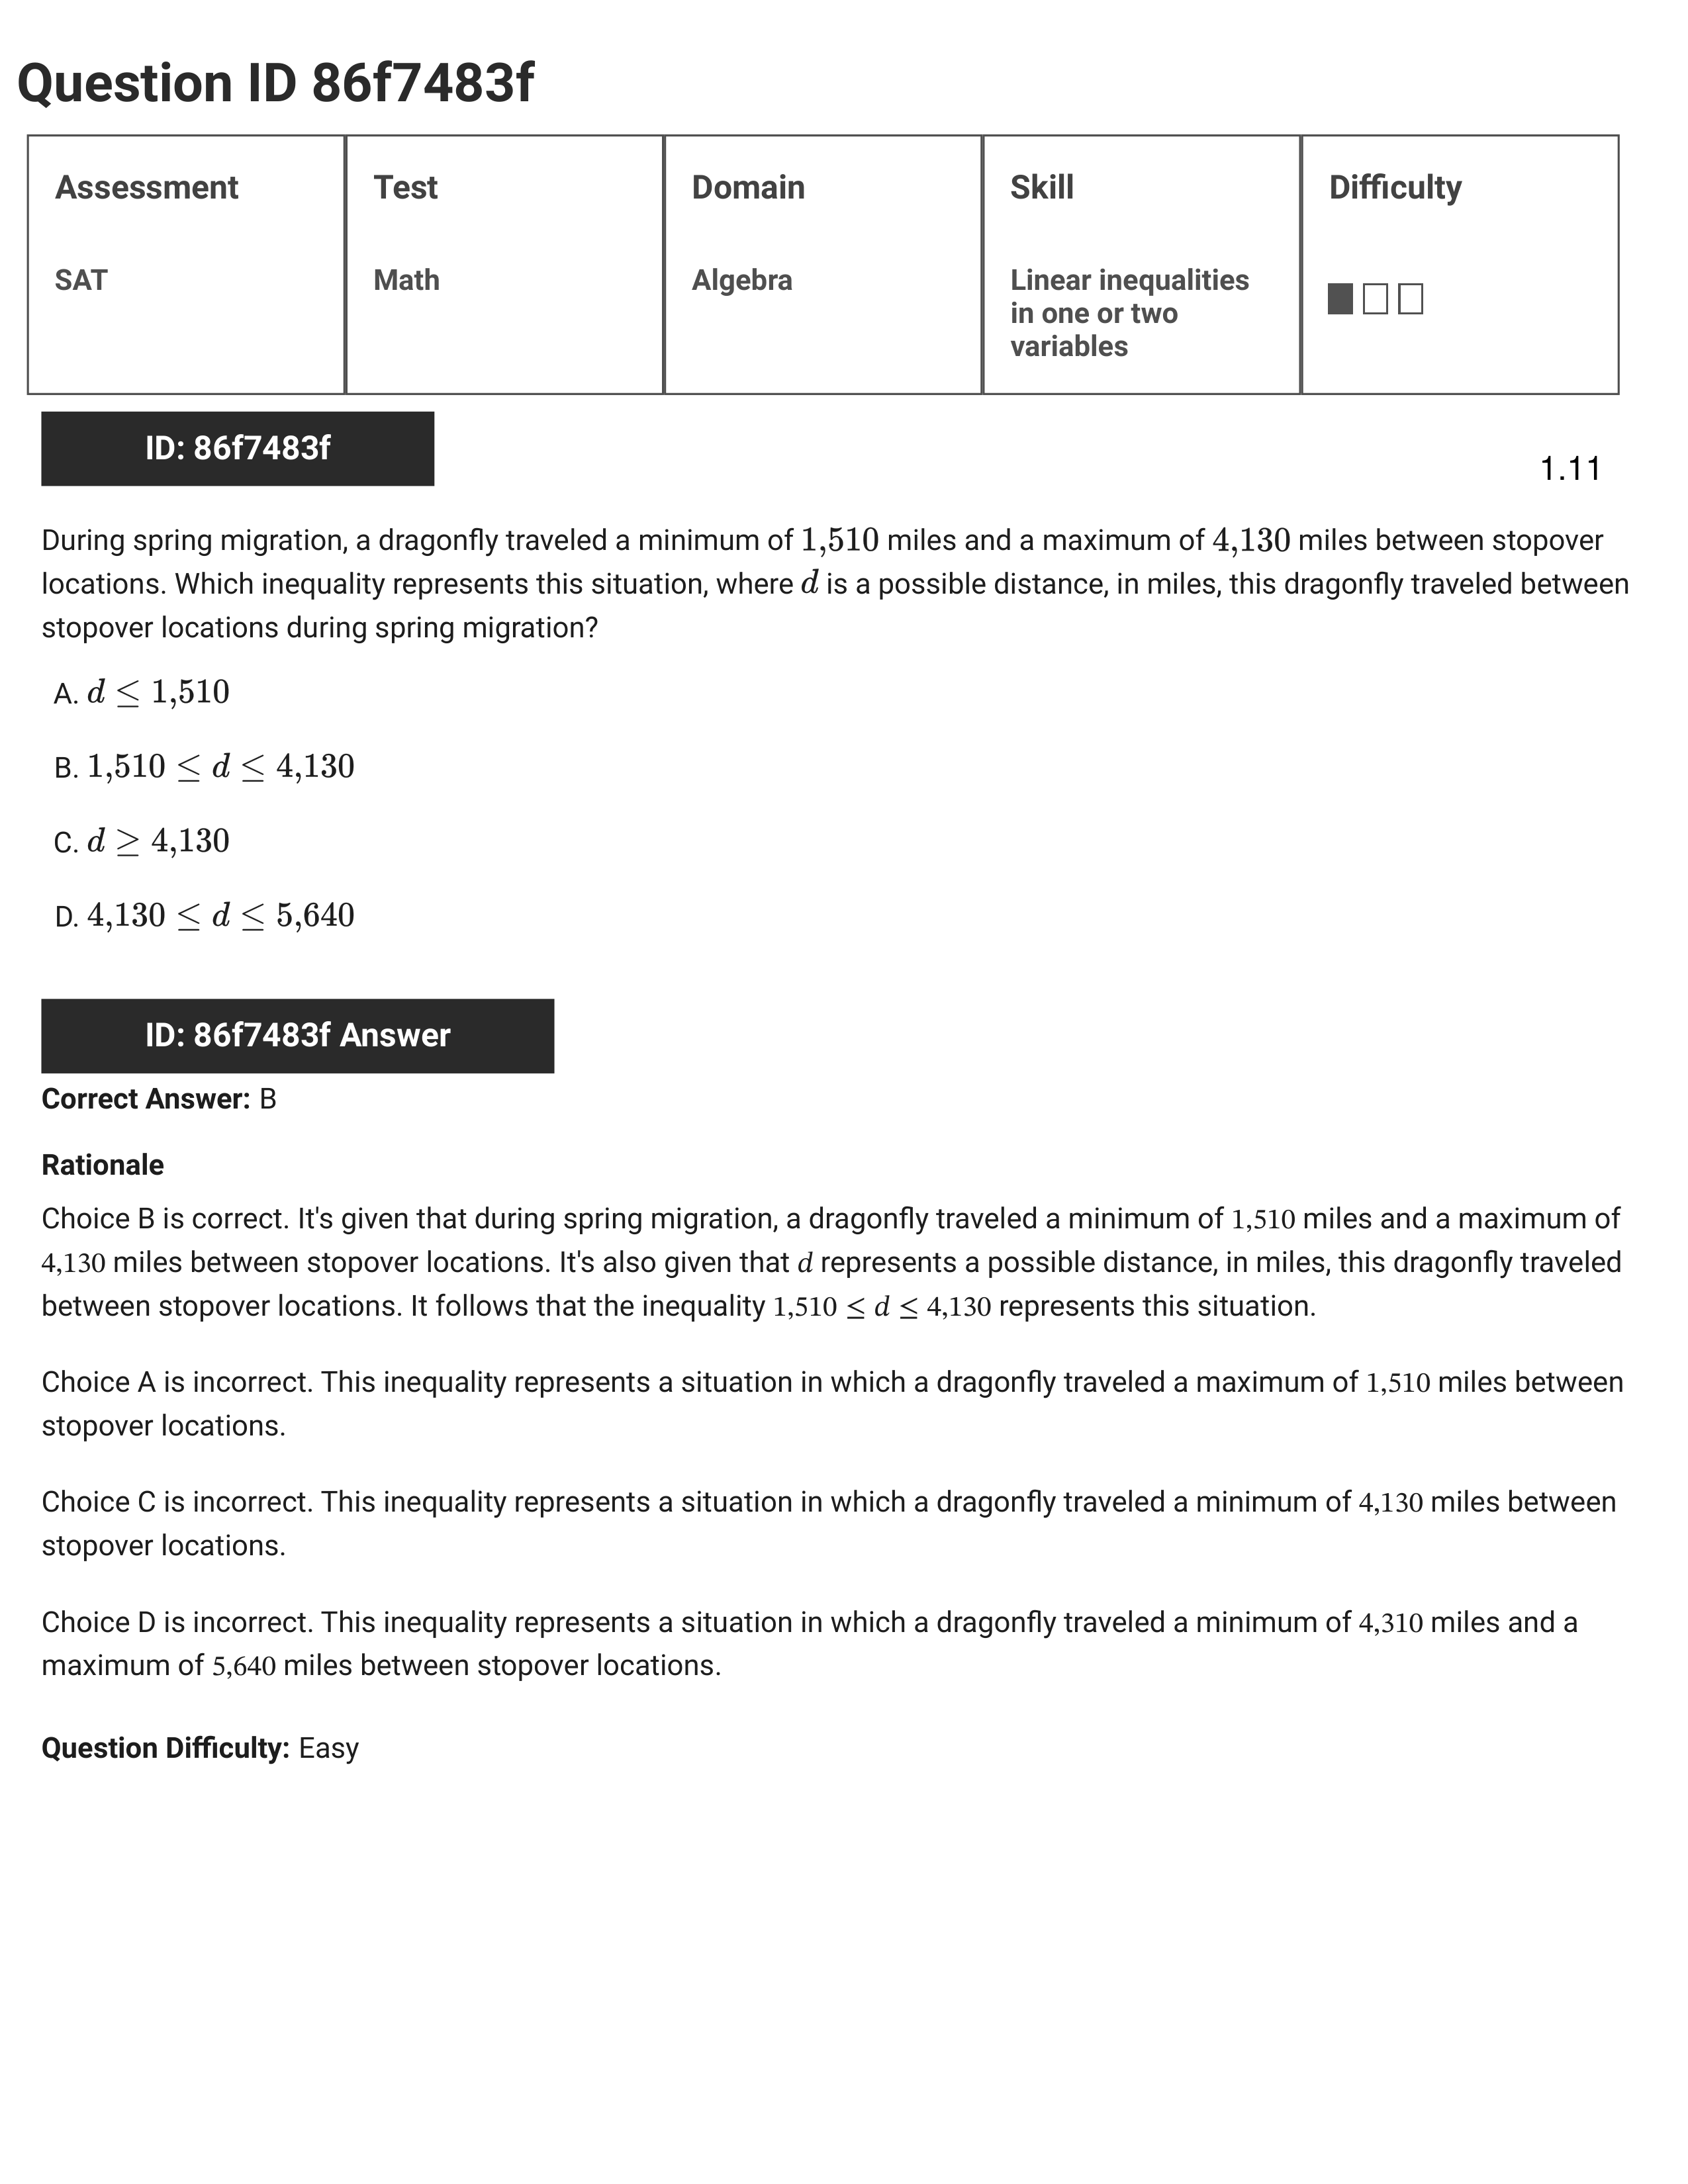 Question ID 86f7483f
Assessment
Test
Domain
Skill
Difficulty
SAT
Math
Algebra
Linear inequalities
in one or two
variables
ID: 86f7483f
1.11
During spring migration, a dragonfly traveled a minimum of 1,510 miles and a maximum of 4,130 miles between stopover
locations. Which inequality represents this situation, where d is a possible distance, in miles, this dragonfly traveled between
stopover locations during spring migration?
A. d ≤ 1,510
B. 1,510 ≤ d ≤ 4,130
C. d ≥ 4,130
D. 4,130 ≤ d ≤ 5,640
ID: 86f7483f Answer
Correct Answer: B
Rationale
Choice B is correct. It's given that during spring migration, a dragonfly traveled a minimum of 1,510 miles and a maximum of
4,130 miles between stopover locations. It's also given that d represents a possible distance, in miles, this dragonfly traveled
between stopover locations. It follows that the inequality 1,510 ≤ d ≤ 4,130 represents this situation.
Choice A is incorrect. This inequality represents a situation in which a dragonfly traveled a maximum of 1,510 miles between
stopover locations.
Choice C is incorrect. This inequality represents a situation in which a dragonfly traveled a minimum of 4,130 miles between
stopover locations.
Choice D is incorrect. This inequality represents a situation in which a dragonfly traveled a minimum of 4,310 miles and a
maximum of 5,640 miles between stopover locations.
Question Difficulty: Easy